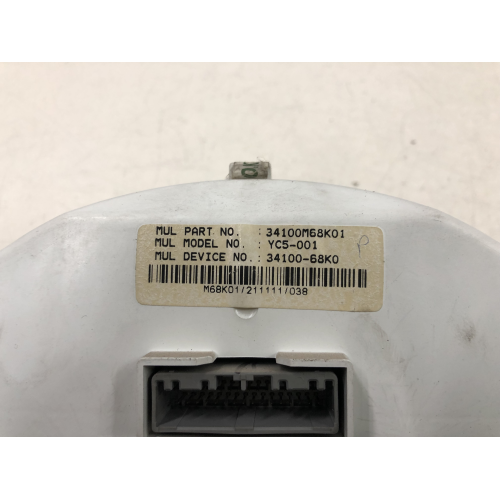 MUL PART NO. : 34100M68K01
MUL MODEL NO. : YC5-001
MUL DEVICE NO.: 34100-68K0
P
M68K01/211111/038